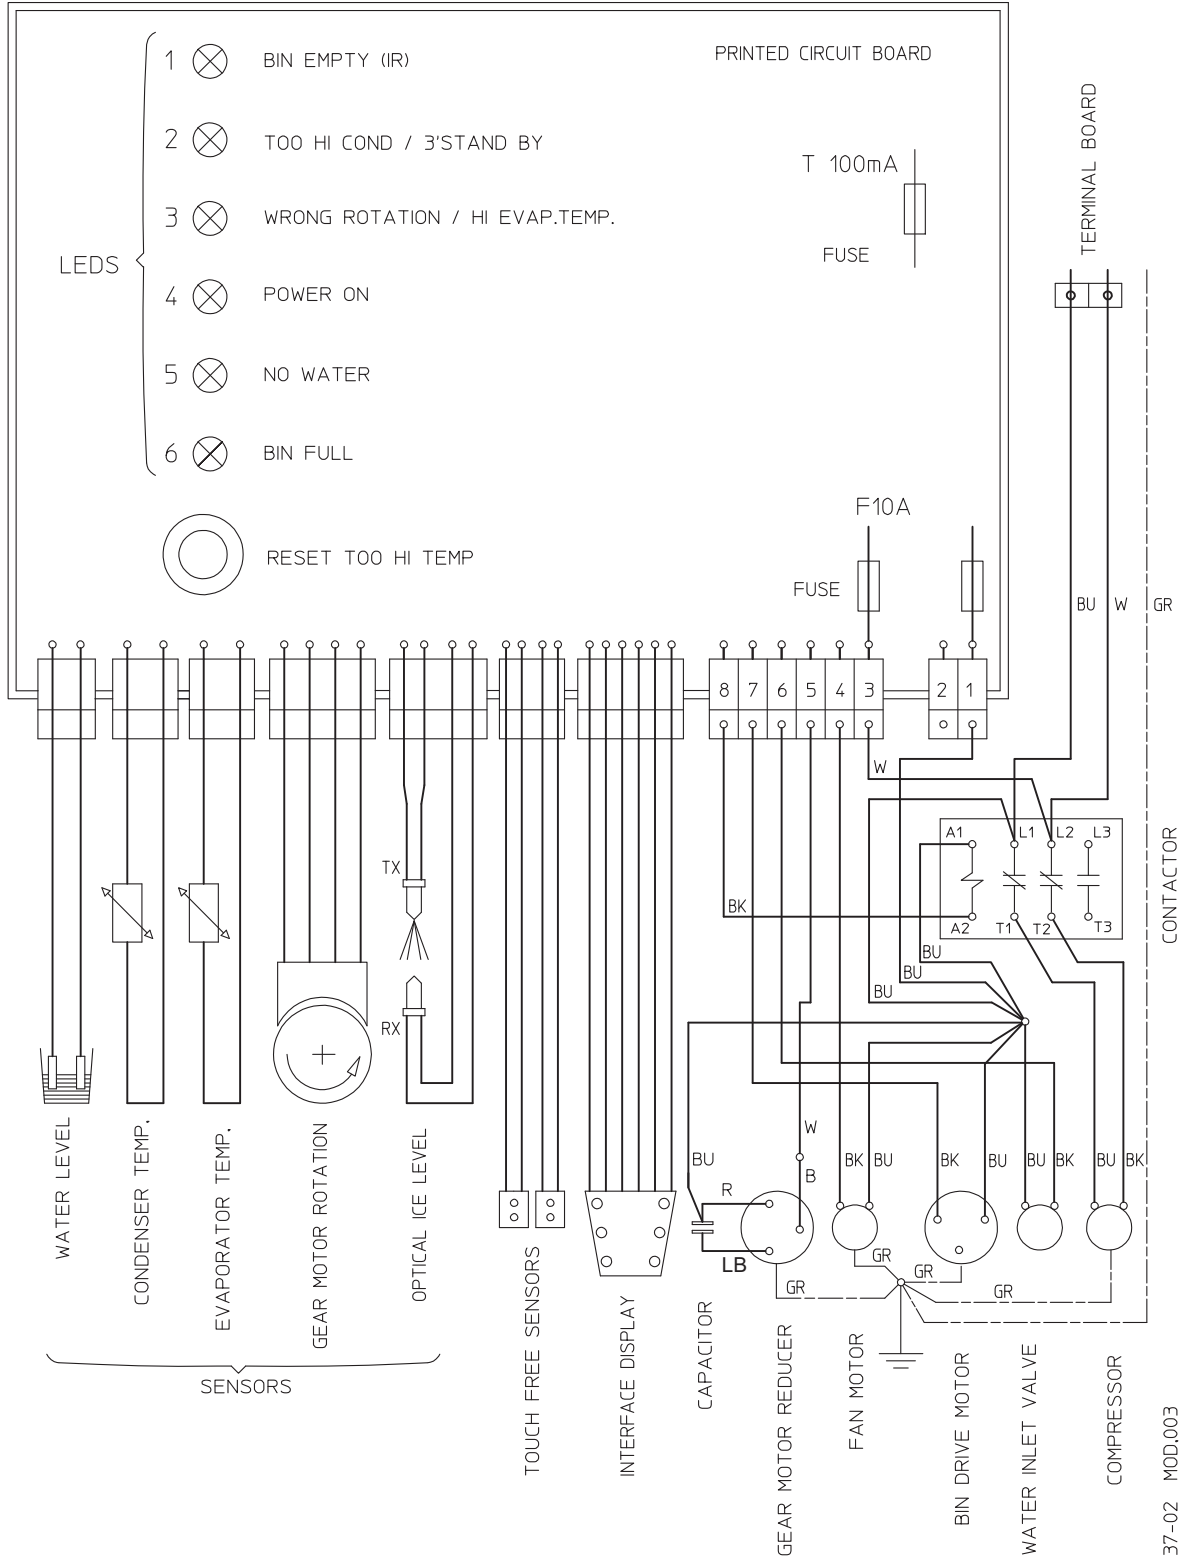 PRINTED CIRCUIT BOARD
1 BIN EMPTY (IR)
2 TOO HI COND / 3'STAND BY
3 WRONG ROTATION / HI EVAP.TEMP.
LEDS
4 POWER ON
5 NO WATER
6 BIN FULL
RESET TOO HI TEMP
T 100mA
FUSE
F10A
FUSE
TERMINAL BOARD
BU W GR
8 7 6 5 4 3 2 1
W
A1 L1 L2 L3
A2 T1 T2 T3
CONTACTOR
BK
BU
BU
BU
TX
RX
W
BU
R
B
LB
BK BU
BK BU
BU BK
BU BK
GR
GR
GR
GR
WATER LEVEL
CONDENSER TEMP.
EVAPORATOR TEMP.
GEAR MOTOR ROTATION
OPTICAL ICE LEVEL
SENSORS
TOUCH FREE SENSORS
INTERFACE DISPLAY
CAPACITOR
GEAR MOTOR REDUCER
FAN MOTOR
BIN DRIVE MOTOR
WATER INLET VALVE
COMPRESSOR
37-02 MOD.003